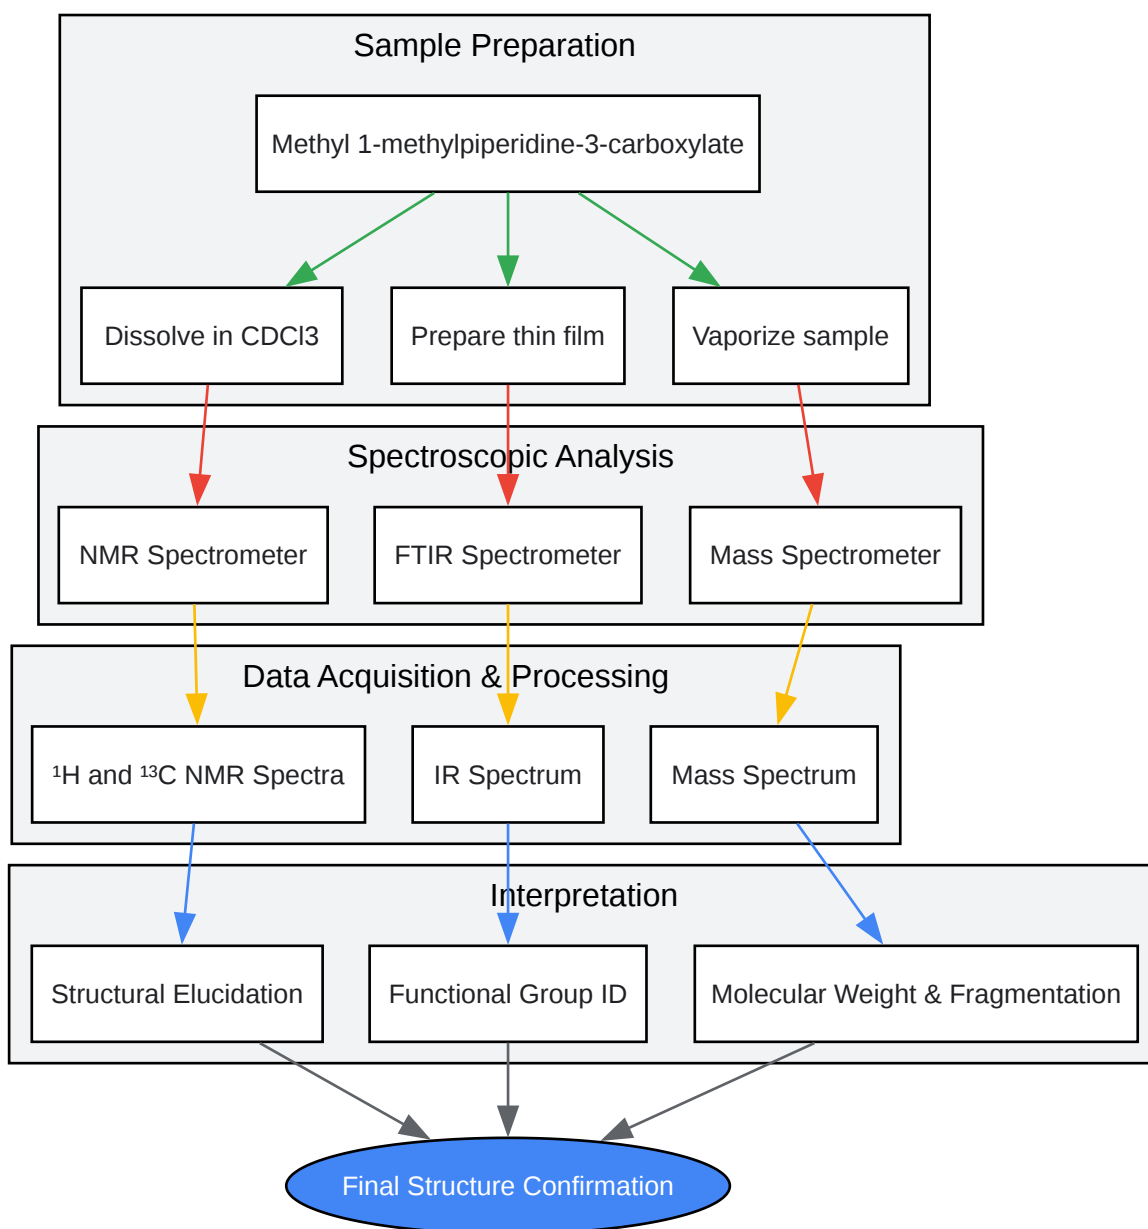 Sample Preparation
Methyl 1-methylpiperidine-3-carboxylate
Dissolve in CDCl3
Prepare thin film
Vaporize sample
Spectroscopic Analysis
NMR Spectrometer
FTIR Spectrometer
Mass Spectrometer
Data Acquisition & Processing
¹H and ¹³C NMR Spectra
IR Spectrum
Mass Spectrum
Interpretation
Structural Elucidation
Functional Group ID
Molecular Weight & Fragmentation
Final Structure Confirmation